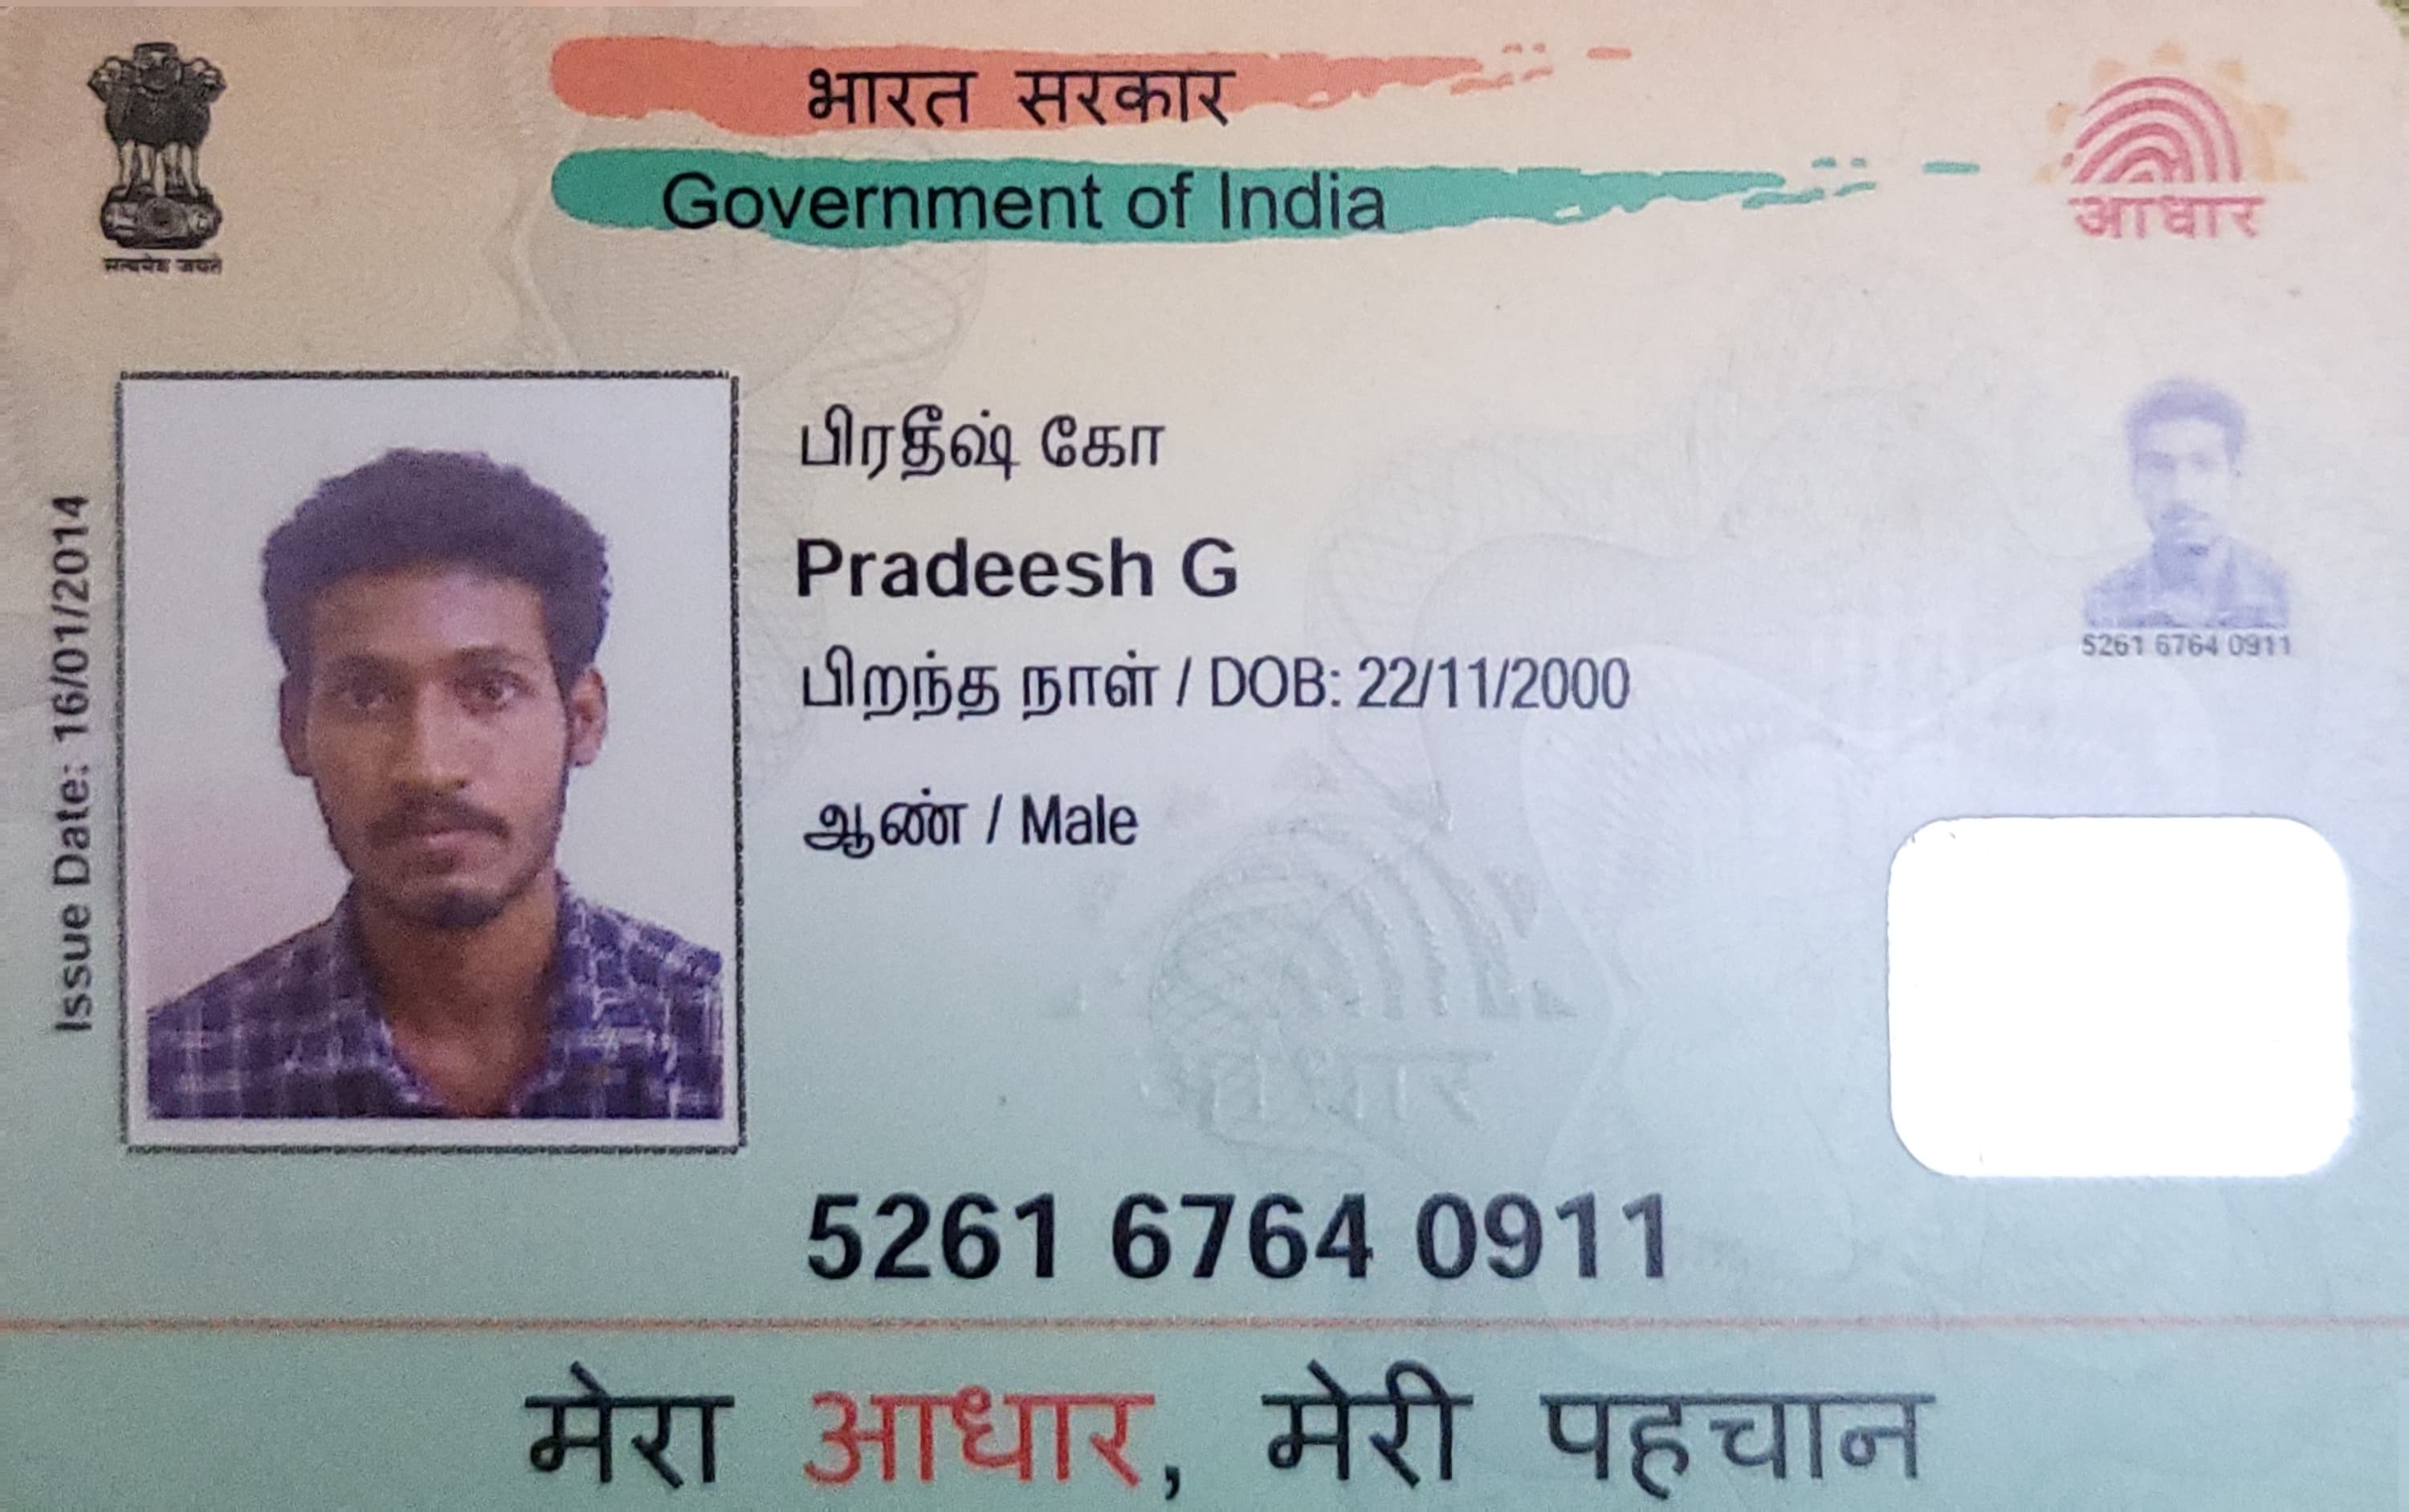 भारत सरकार
Government of India
आधार
सत्यमेव जयते
Issue Date: 16/01/2014
பிரதீஷ் கோ
Pradeesh G
பிறந்த நாள் / DOB: 22/11/2000
ஆண் / Male
5261 6764 0911
5261 6764 0911
मेरा आधार, मेरी पहचान